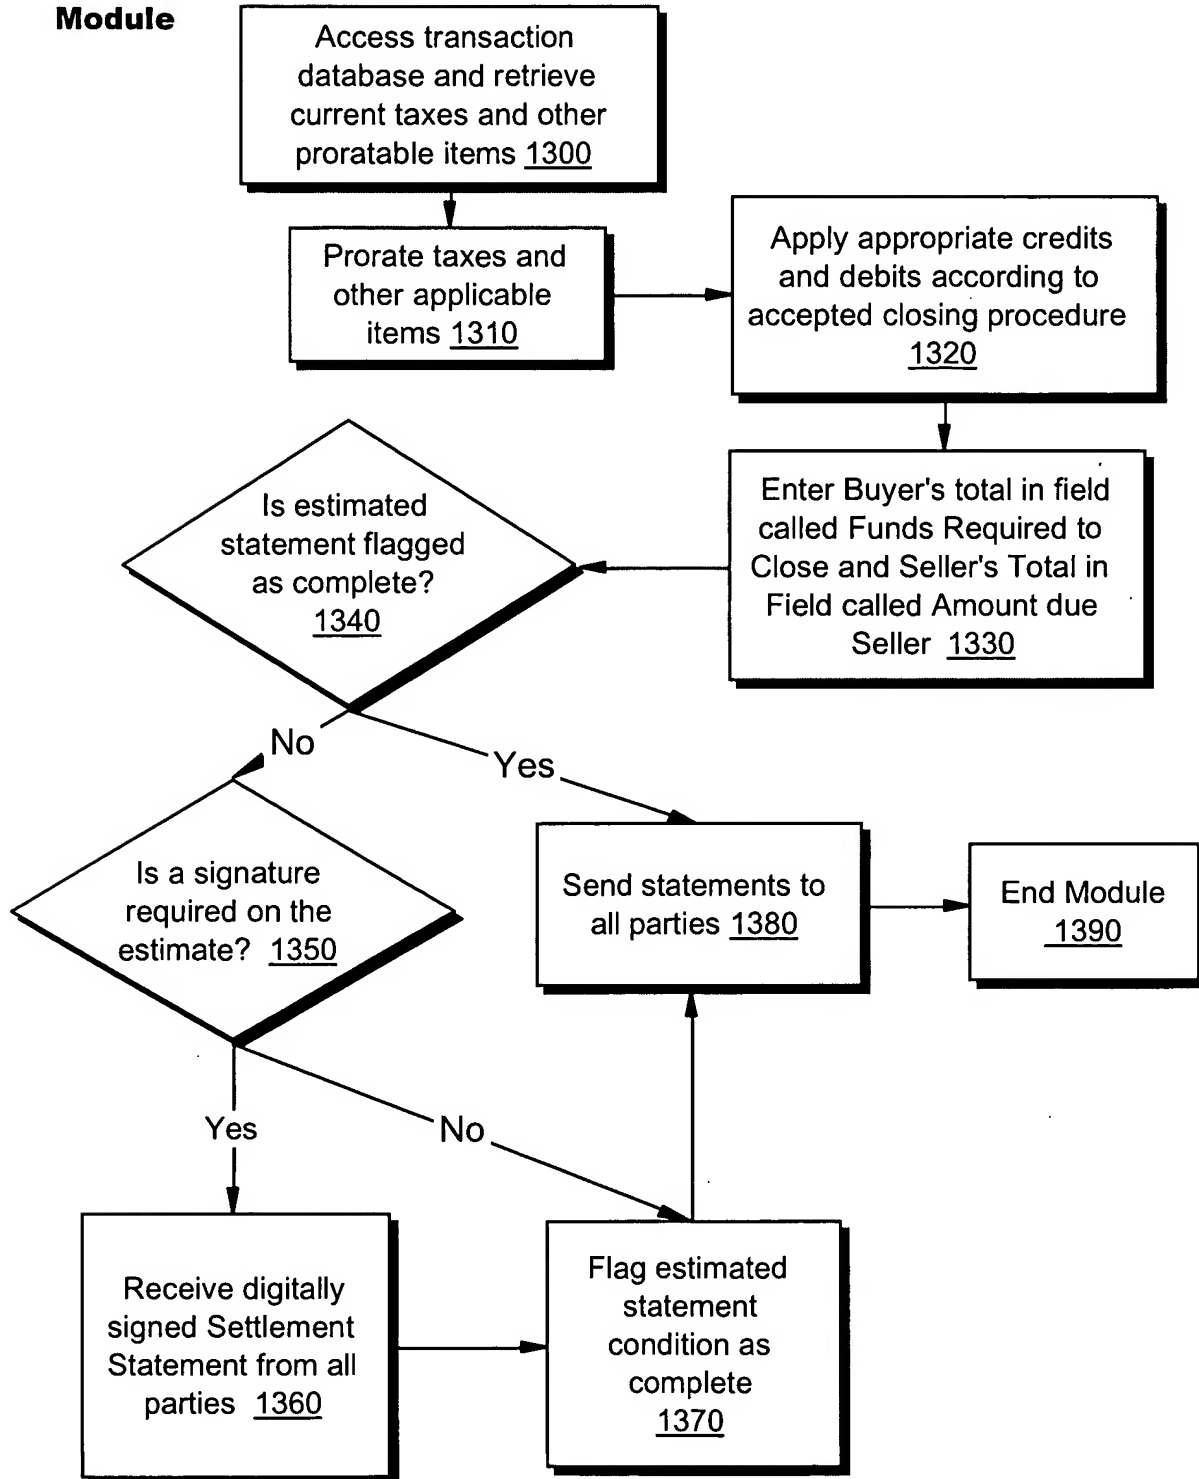 Module
Access transaction
database and retrieve
current taxes and other
proratable items 1300
Prorate taxes and
other applicable
items 1310
Apply appropriate credits
and debits according to
accepted closing procedure
1320
Enter Buyer's total in field
called Funds Required to
Close and Seller's Total in
Field called Amount due
Seller 1330
Is estimated
statement flagged
as complete?
1340
No
Yes
Is a signature
required on the
estimate? 1350
Send statements to
all parties 1380
End Module
1390
Yes
No
Receive digitally
signed Settlement
Statement from all
parties 1360
Flag estimated
statement
condition as
complete
1370